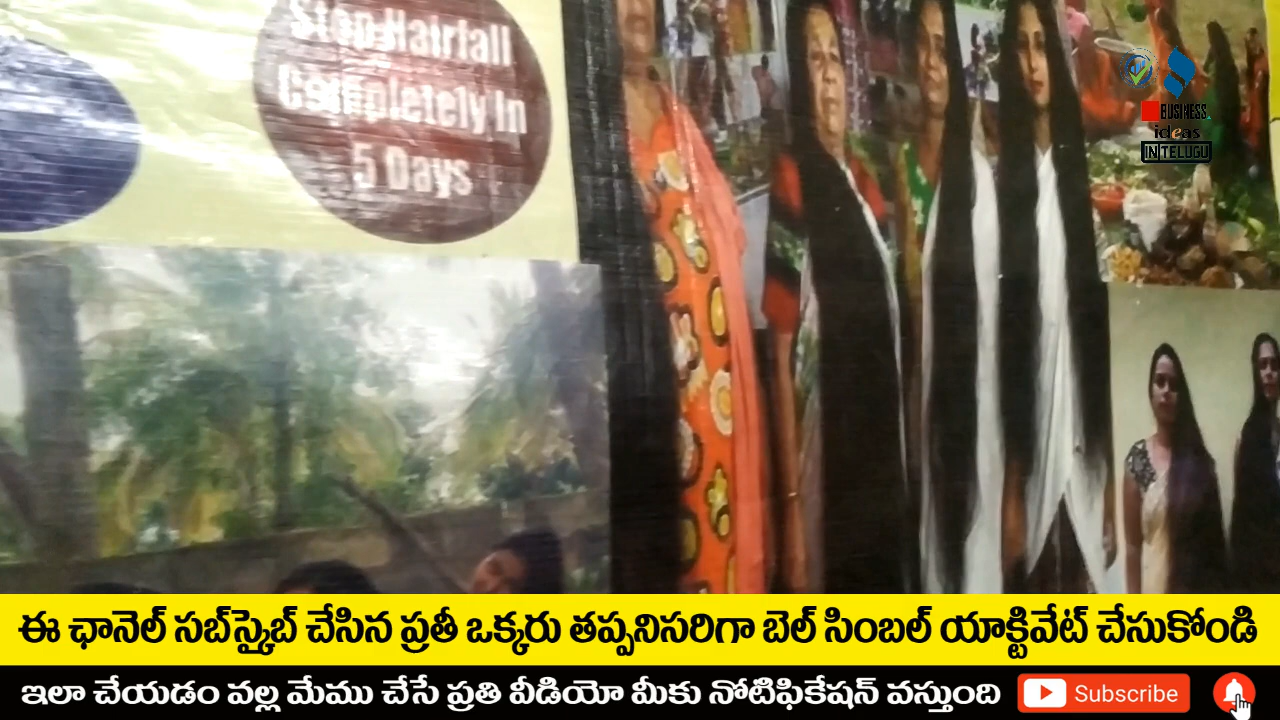 Stop Hairfall
Completely In
5 Days
BUSINESS
ideas
IN TELUGU
ఈ ఛానెల్ సబ్‌స్క్రైబ్ చేసిన ప్రతీ ఒక్కరు తప్పనిసరిగా బెల్ సింబల్ యాక్టివేట్ చేసుకోండి
ఇలా చేయడం వల్ల మేము చేసే ప్రతి వీడియో మీకు నోటిఫికేషన్ వస్తుంది
Subscribe